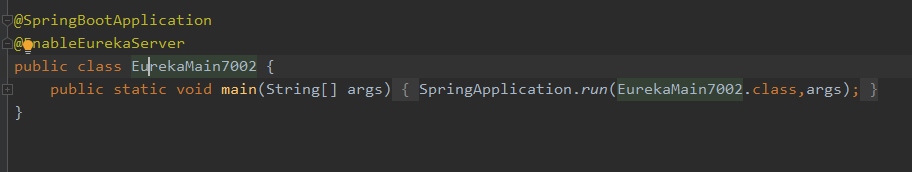 @SpringBootApplication
@EnableEurekaServer
public class EurekaMain7002 {
    public static void main(String[] args) { SpringApplication.run(EurekaMain7002.class,args); }
}